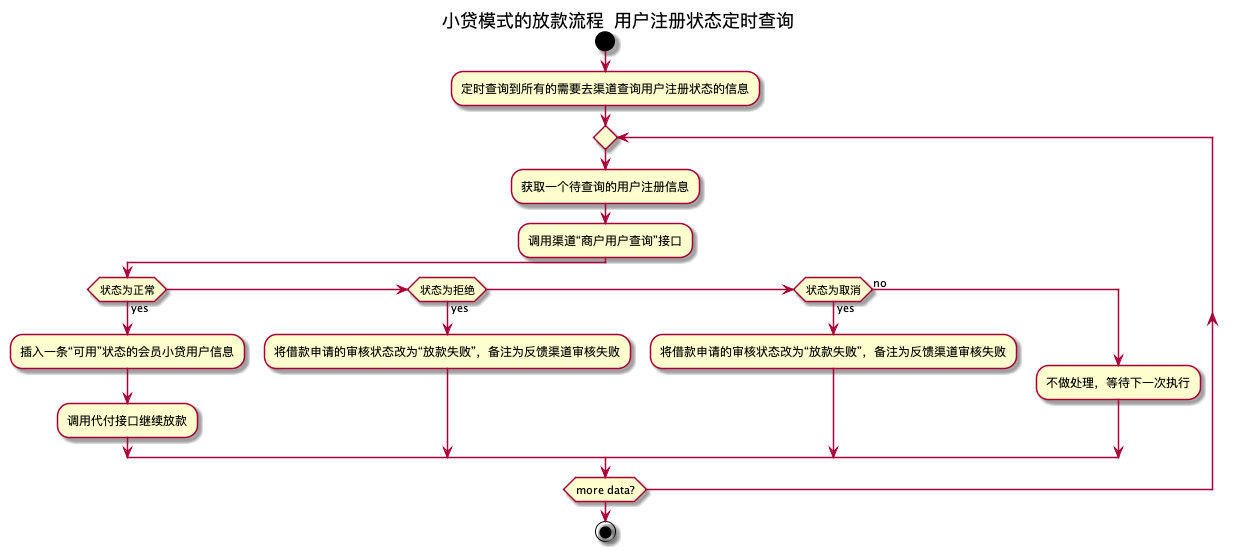 小贷模式的放款流程 用户注册状态定时查询
定时查询到所有的需要去渠道查询用户注册状态的信息
获取一个待查询的用户注册信息
调用渠道“商户用户查询”接口
状态为正常
状态为拒绝
状态为取消
no
yes
yes
yes
插入一条“可用”状态的会员小贷用户信息
将借款申请的审核状态改为“放款失败”，备注为反馈渠道审核失败
将借款申请的审核状态改为“放款失败”，备注为反馈渠道审核失败
不做处理，等待下一次执行
调用代付接口继续放款
more data?